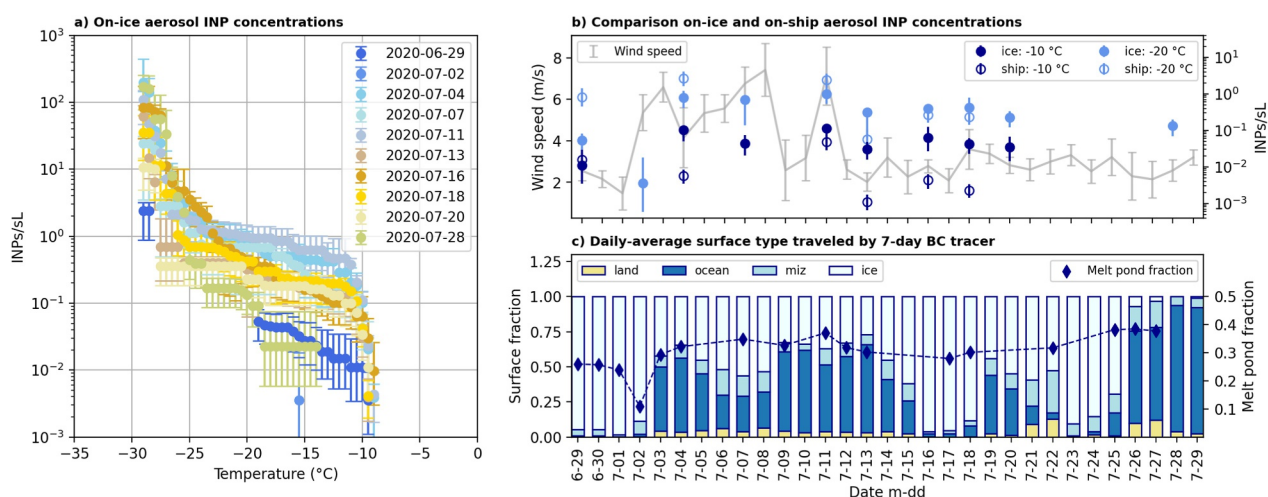 a) On-ice aerosol INP concentrations
INPs/sL
10³
10²
10¹
10⁰
10⁻¹
10⁻²
10⁻³
2020-06-29
2020-07-02
2020-07-04
2020-07-07
2020-07-11
2020-07-13
2020-07-16
2020-07-18
2020-07-20
2020-07-28
−35 −30 −25 −20 −15 −10 −5 0
Temperature (°C)
b) Comparison on-ice and on-ship aerosol INP concentrations
Wind speed (m/s)
8
6
4
2
Wind speed
ice: -10 °C
ship: -10 °C
ice: -20 °C
ship: -20 °C
10¹
10⁰
10⁻¹
10⁻²
10⁻³
INPs/sL
c) Daily-average surface type traveled by 7-day BC tracer
Surface fraction
1.25
1.00
0.75
0.50
0.25
0.00
land ocean miz ice
Melt pond fraction
0.5
0.4
0.3
0.2
0.1
Melt pond fraction
6-29 6-30 7-01 7-02 7-03 7-04 7-05 7-06 7-07 7-08 7-09 7-10 7-11 7-12 7-13 7-14 7-15 7-16 7-17 7-18 7-19 7-20 7-21 7-22 7-23 7-24 7-25 7-26 7-27 7-28 7-29
Date m-dd